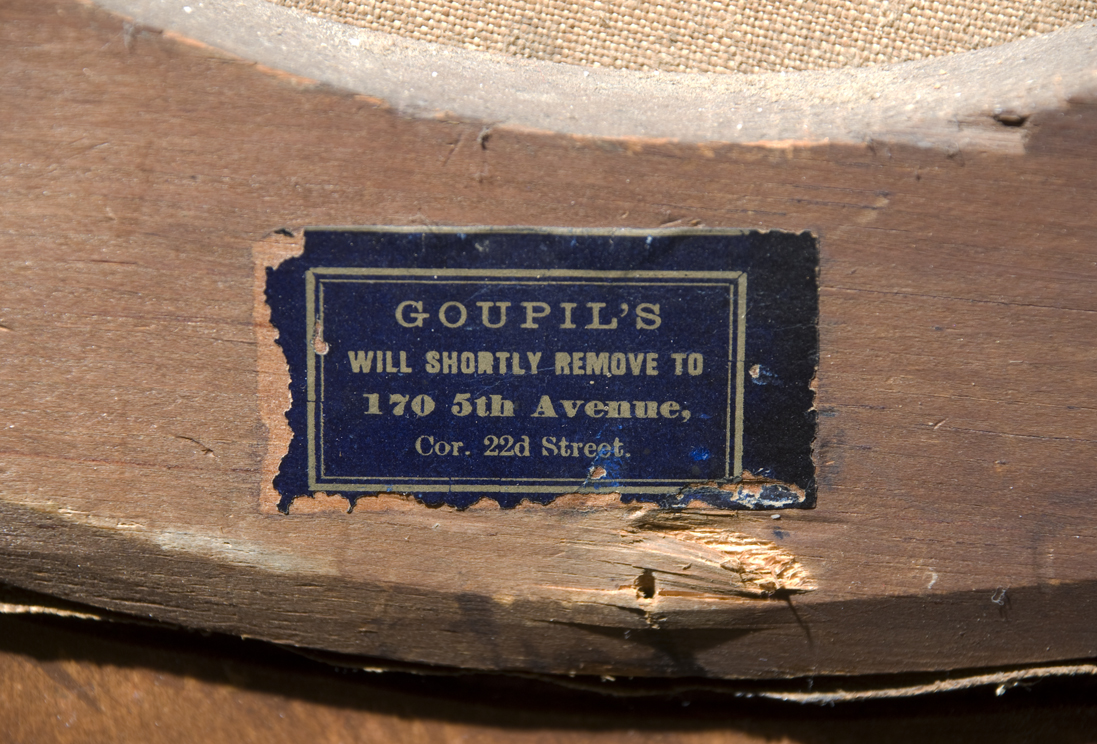 GOUPIL'S
WILL SHORTLY REMOVE TO
170 5th Avenue,
Cor. 22d Street.